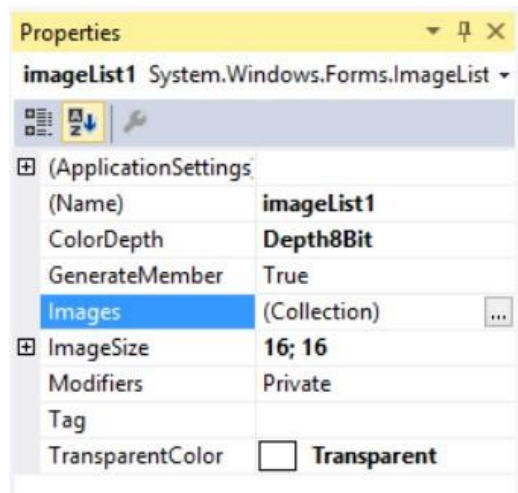 Properties
imageList1 System.Windows.Forms.ImageList
(ApplicationSettings)
(Name) imageList1
ColorDepth Depth8Bit
GenerateMember True
Images (Collection) ...
ImageSize 16; 16
Modifiers Private
Tag
TransparentColor Transparent